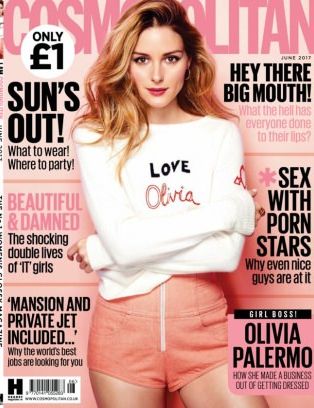 COSMOPOLITAN
ONLY
£1
JUNE 2017
HEY THERE
BIG MOUTH!
What the hell has
everyone done
to their lips?
SUN'S
OUT!
What to wear!
Where to party!
LOVE
Olivia
*SEX
WITH
PORN
STARS
Why even nice
guys are at it
BEAUTIFUL
& DAMNED
The shocking
double lives
of 'IT' girls
'MANSION AND
PRIVATE JET
INCLUDED...'
Why the world's best
jobs are looking for you
GIRL BOSS!
OLIVIA
PALERMO
HOW SHE MADE A BUSINESS
OUT OF GETTING DRESSED
H
WWW.COSMOPOLITAN.CO.UK